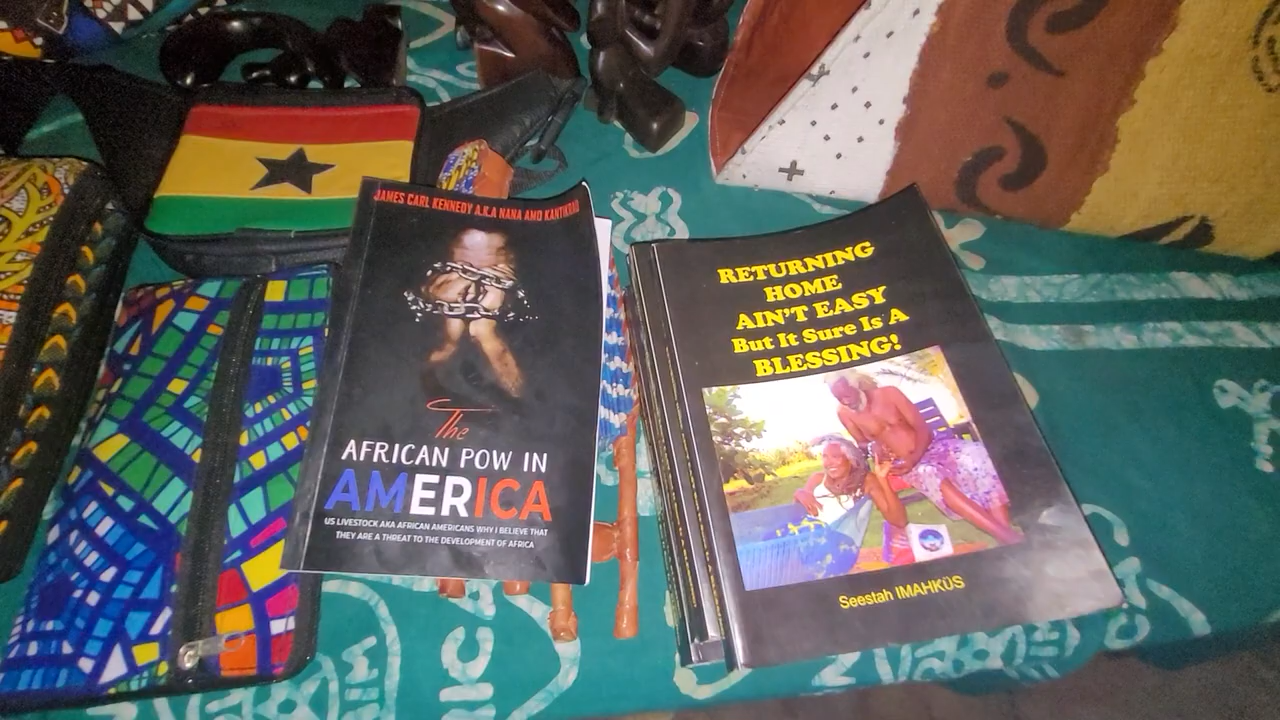 JAMES CARL KENNEDY A.K.A NANA AMO KANTINKAO
The
AFRICAN POW IN
AMERICA
US LIVESTOCK AKA AFRICAN AMERICANS WHY I BELIEVE THAT
THEY ARE A THREAT TO THE DEVELOPMENT OF AFRICA
RETURNING
HOME
AIN'T EASY
But It Sure Is A
BLESSING!
Seestah IMAHKÜS